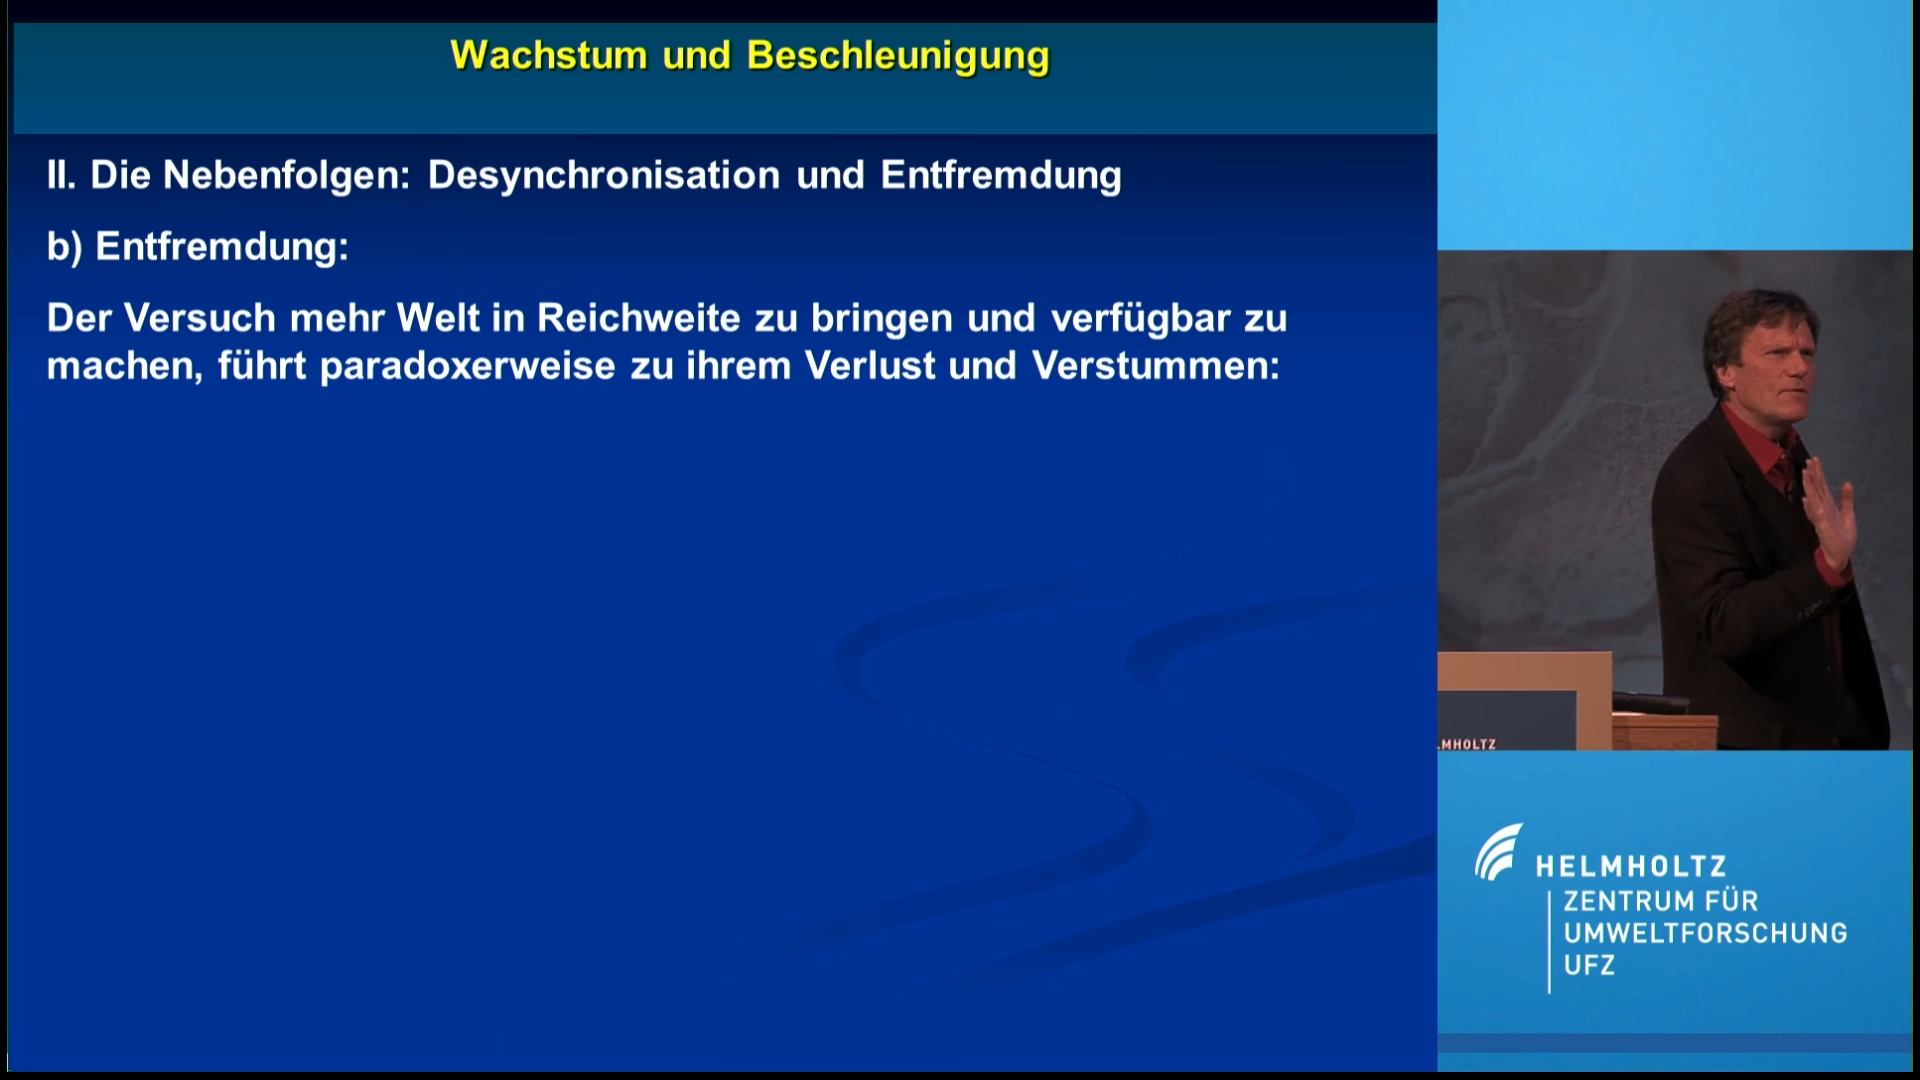 Wachstum und Beschleunigung
II. Die Nebenfolgen: Desynchronisation und Entfremdung
b) Entfremdung:
Der Versuch mehr Welt in Reichweite zu bringen und verfügbar zu
machen, führt paradoxerweise zu ihrem Verlust und Verstummen:
LMHOLTZ
HELMHOLTZ
ZENTRUM FÜR
UMWELTFORSCHUNG
UFZ